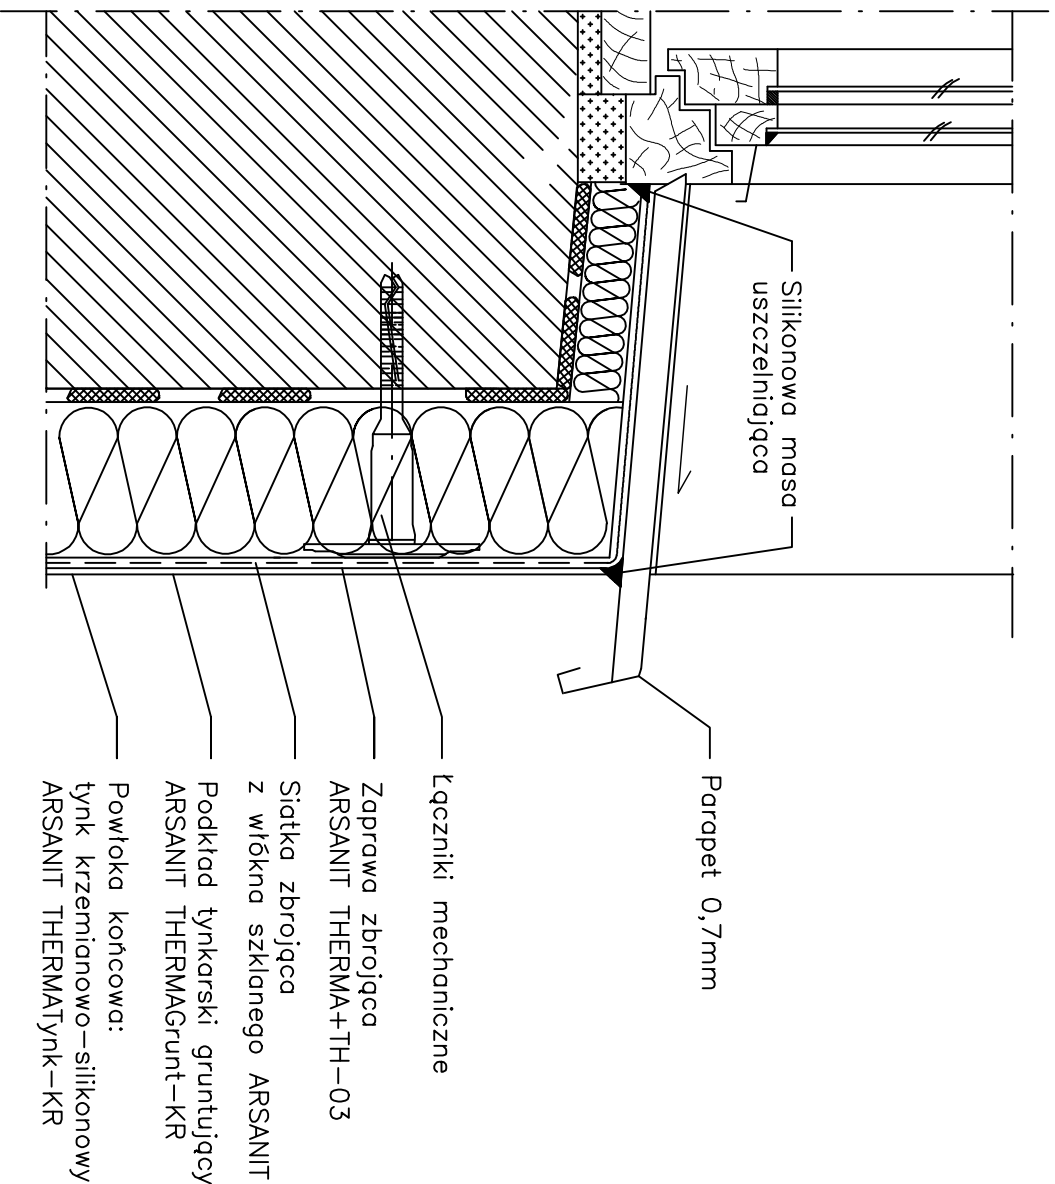 Silikonowa masa
uszczelniająca
Parapet 0,7mm
Łączniki mechaniczne
Zaprawa zbrojąca
ARSANIT THERMA+TH-03
Siatka zbrojąca
z włókna szklanego ARSANIT
Podkład tynkarski gruntujący
ARSANIT THERMAGrunt-KR
Powłoka końcowa:
tynk krzemianowo-silikonowy
ARSANIT THERMATynk-KR